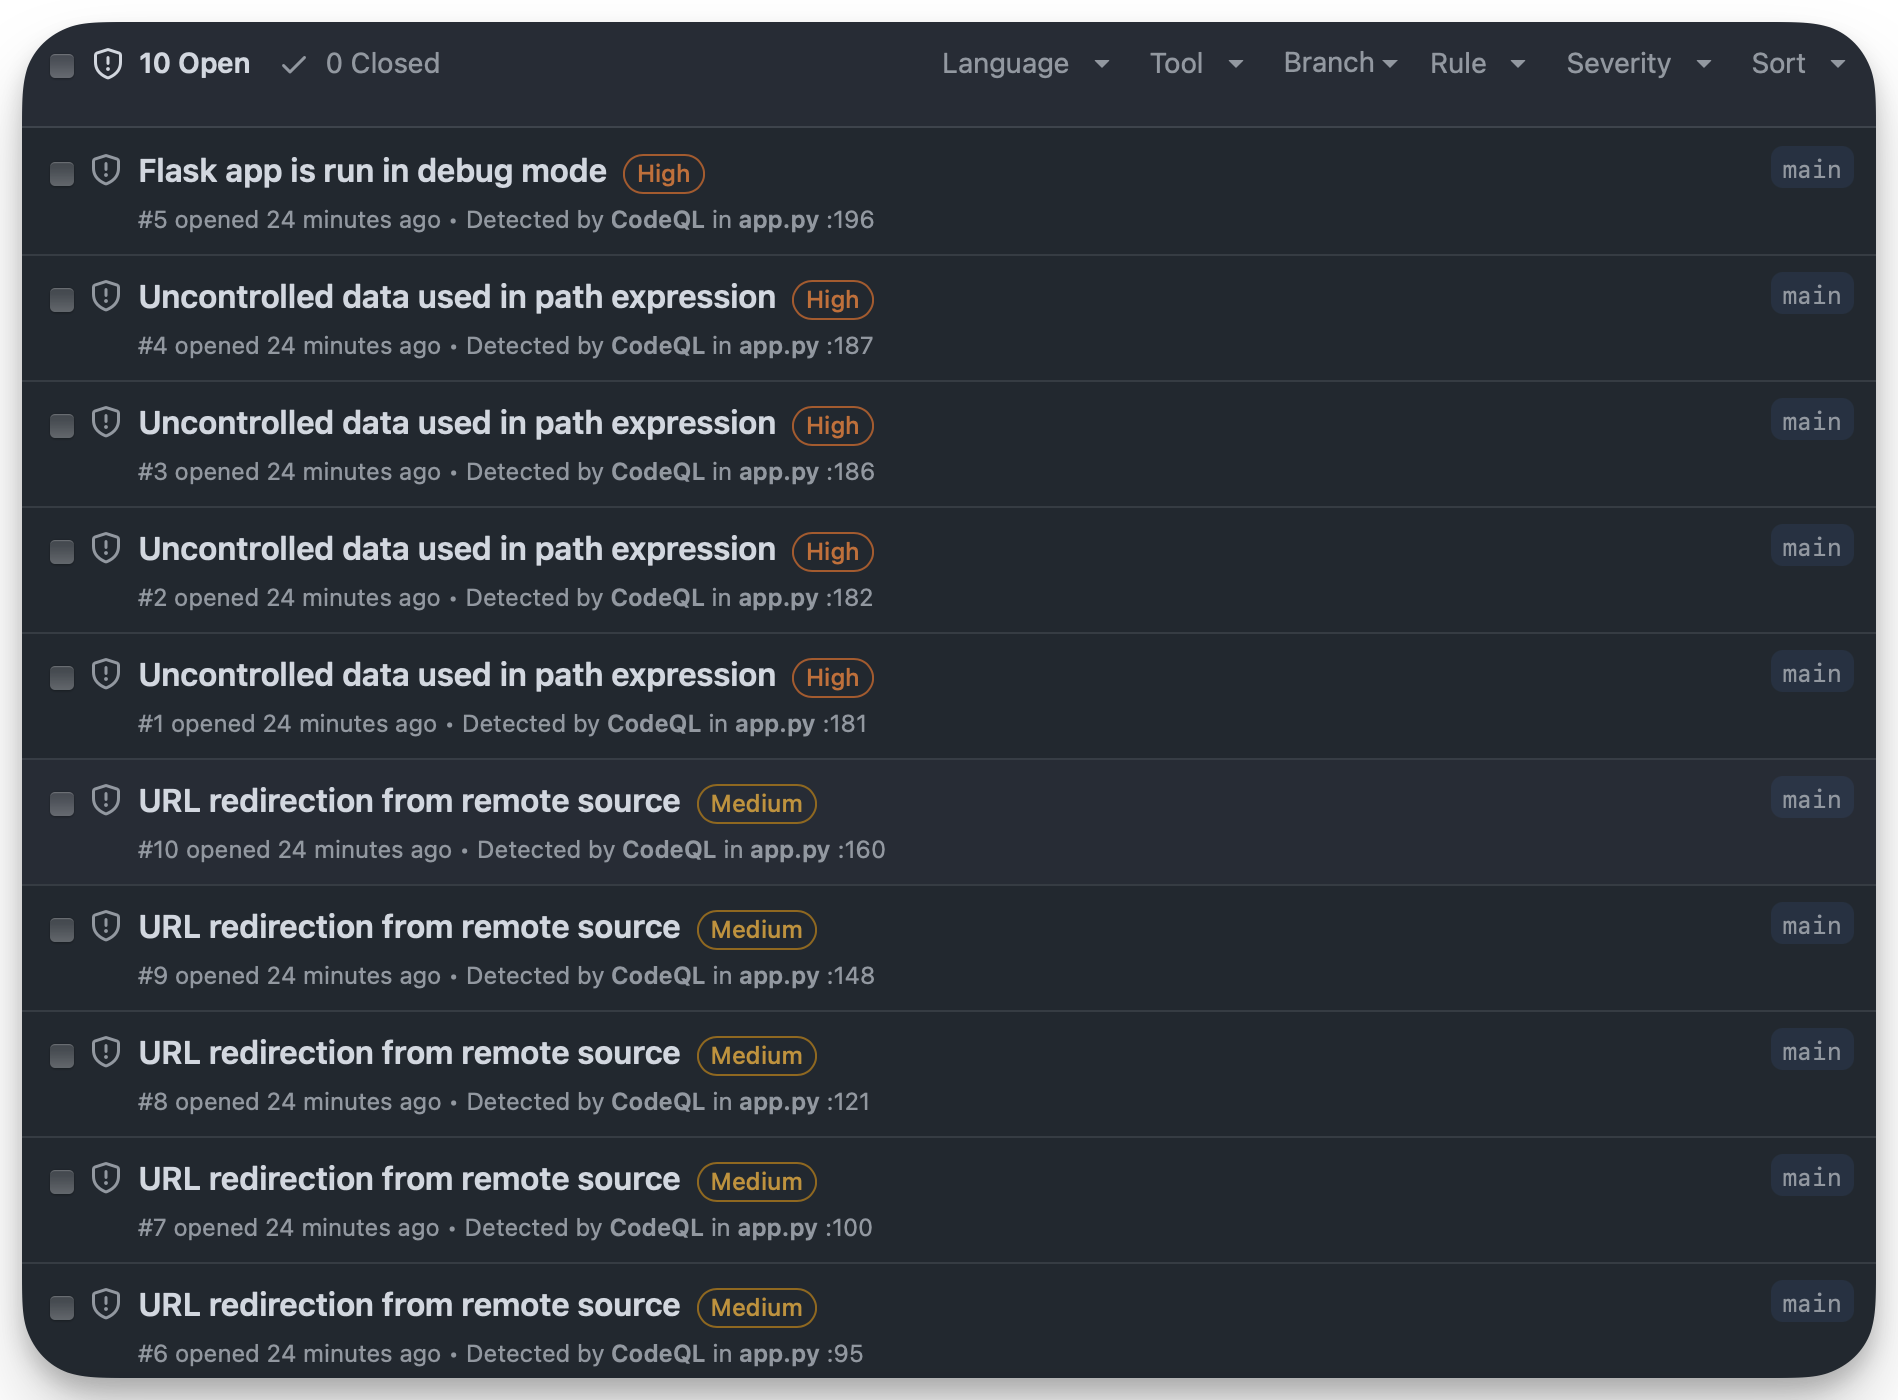 10 Open 0 Closed Language Tool Branch Rule Severity Sort
Flask app is run in debug mode High main
#5 opened 24 minutes ago • Detected by CodeQL in app.py :196
Uncontrolled data used in path expression High main
#4 opened 24 minutes ago • Detected by CodeQL in app.py :187
Uncontrolled data used in path expression High main
#3 opened 24 minutes ago • Detected by CodeQL in app.py :186
Uncontrolled data used in path expression High main
#2 opened 24 minutes ago • Detected by CodeQL in app.py :182
Uncontrolled data used in path expression High main
#1 opened 24 minutes ago • Detected by CodeQL in app.py :181
URL redirection from remote source Medium main
#10 opened 24 minutes ago • Detected by CodeQL in app.py :160
URL redirection from remote source Medium main
#9 opened 24 minutes ago • Detected by CodeQL in app.py :148
URL redirection from remote source Medium main
#8 opened 24 minutes ago • Detected by CodeQL in app.py :121
URL redirection from remote source Medium main
#7 opened 24 minutes ago • Detected by CodeQL in app.py :100
URL redirection from remote source Medium main
#6 opened 24 minutes ago • Detected by CodeQL in app.py :95